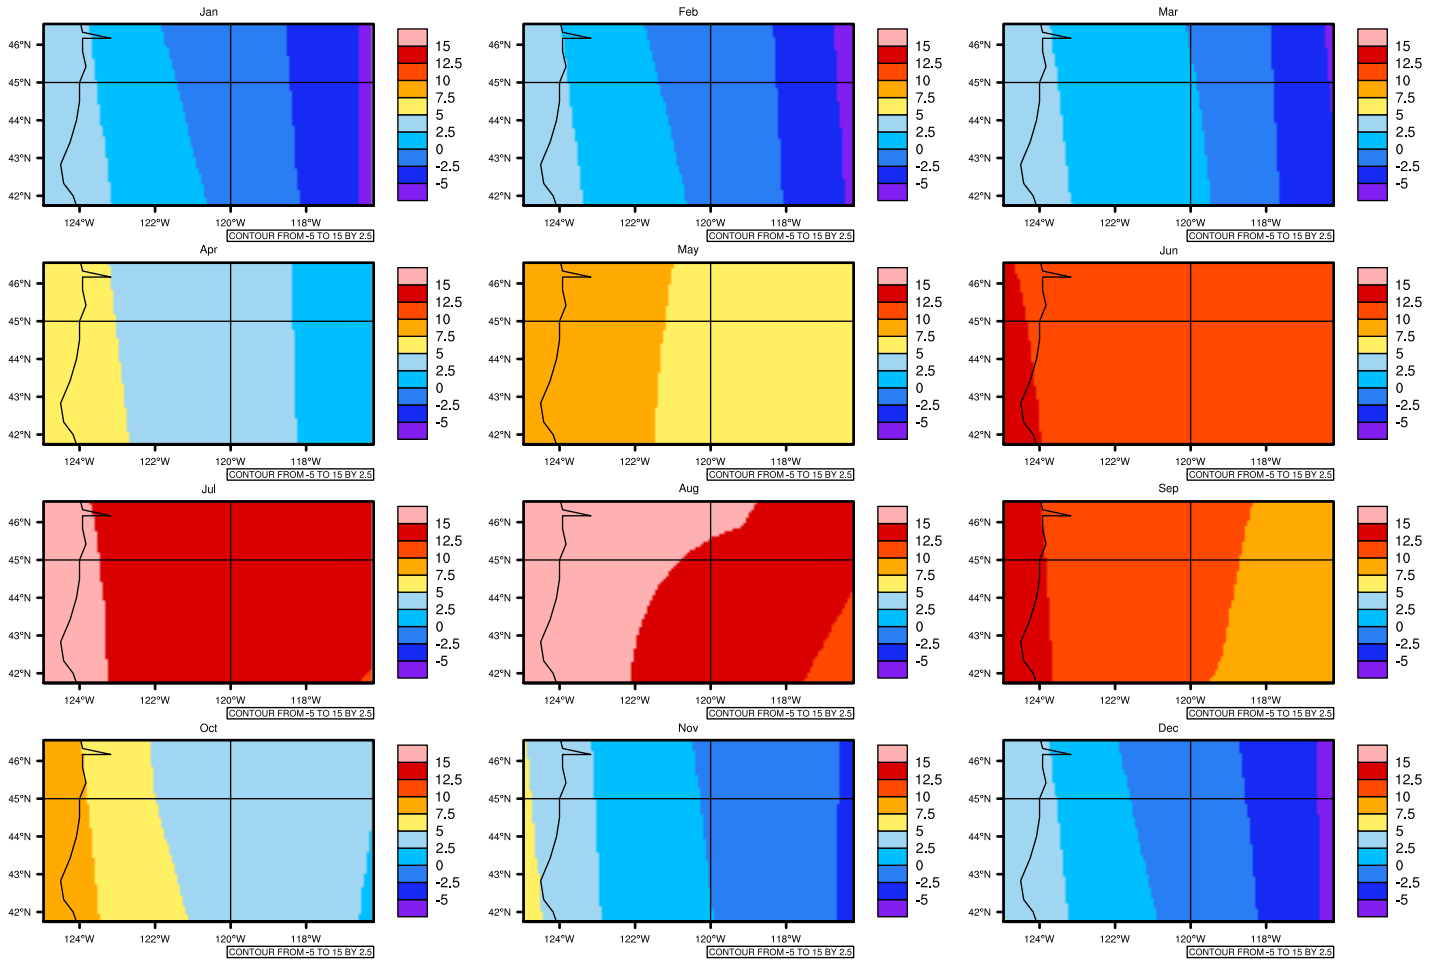 Jan Feb Mar
46°N 15 46°N 15 46°N 15
12.5 12.5 12.5
45°N 10 45°N 10 45°N 10
7.5 7.5 7.5
44°N 5 44°N 5 44°N 5
2.5 2.5 2.5
43°N 0 43°N 0 43°N 0
-2.5 -2.5 -2.5
42°N -5 42°N -5 42°N -5
124°W 122°W 120°W 118°W 124°W 122°W 120°W 118°W 124°W 122°W 120°W 118°W
CONTOUR FROM -5 TO 15 BY 2.5 CONTOUR FROM -5 TO 15 BY 2.5 CONTOUR FROM -5 TO 15 BY 2.5
Apr May Jun
46°N 15 46°N 15 46°N 15
12.5 12.5 12.5
45°N 10 45°N 10 45°N 10
7.5 7.5 7.5
44°N 5 44°N 5 44°N 5
2.5 2.5 2.5
43°N 0 43°N 0 43°N 0
-2.5 -2.5 -2.5
42°N -5 42°N -5 42°N -5
124°W 122°W 120°W 118°W 124°W 122°W 120°W 118°W 124°W 122°W 120°W 118°W
CONTOUR FROM -5 TO 15 BY 2.5 CONTOUR FROM -5 TO 15 BY 2.5 CONTOUR FROM -5 TO 15 BY 2.5
Jul Aug Sep
46°N 15 46°N 15 46°N 15
12.5 12.5 12.5
45°N 10 45°N 10 45°N 10
7.5 7.5 7.5
44°N 5 44°N 5 44°N 5
2.5 2.5 2.5
43°N 0 43°N 0 43°N 0
-2.5 -2.5 -2.5
42°N -5 42°N -5 42°N -5
124°W 122°W 120°W 118°W 124°W 122°W 120°W 118°W 124°W 122°W 120°W 118°W
CONTOUR FROM -5 TO 15 BY 2.5 CONTOUR FROM -5 TO 15 BY 2.5 CONTOUR FROM -5 TO 15 BY 2.5
Oct Nov Dec
46°N 15 46°N 15 46°N 15
12.5 12.5 12.5
45°N 10 45°N 10 45°N 10
7.5 7.5 7.5
44°N 5 44°N 5 44°N 5
2.5 2.5 2.5
43°N 0 43°N 0 43°N 0
-2.5 -2.5 -2.5
42°N -5 42°N -5 42°N -5
124°W 122°W 120°W 118°W 124°W 122°W 120°W 118°W 124°W 122°W 120°W 118°W
CONTOUR FROM -5 TO 15 BY 2.5 CONTOUR FROM -5 TO 15 BY 2.5 CONTOUR FROM -5 TO 15 BY 2.5